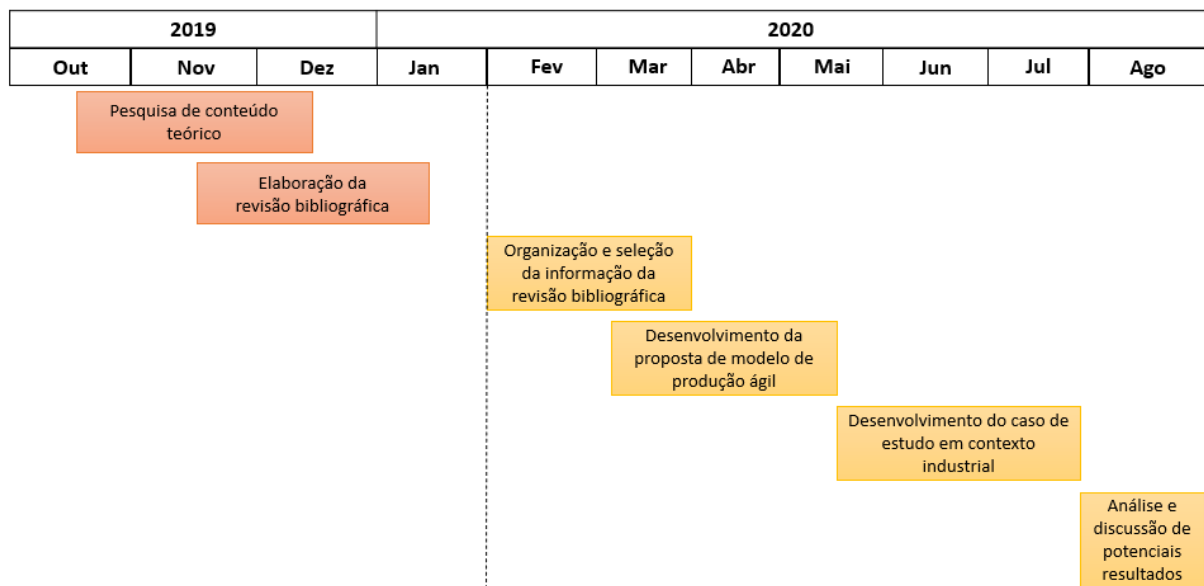 2019 2020
Out Nov Dez Jan Fev Mar Abr Mai Jun Jul Ago
Pesquisa de conteúdo
teórico
Elaboração da
revisão bibliográfica
Organização e seleção
da informação da
revisão bibliográfica
Desenvolvimento da
proposta de modelo de
produção ágil
Desenvolvimento do caso de
estudo em contexto
industrial
Análise e
discussão de
potenciais
resultados